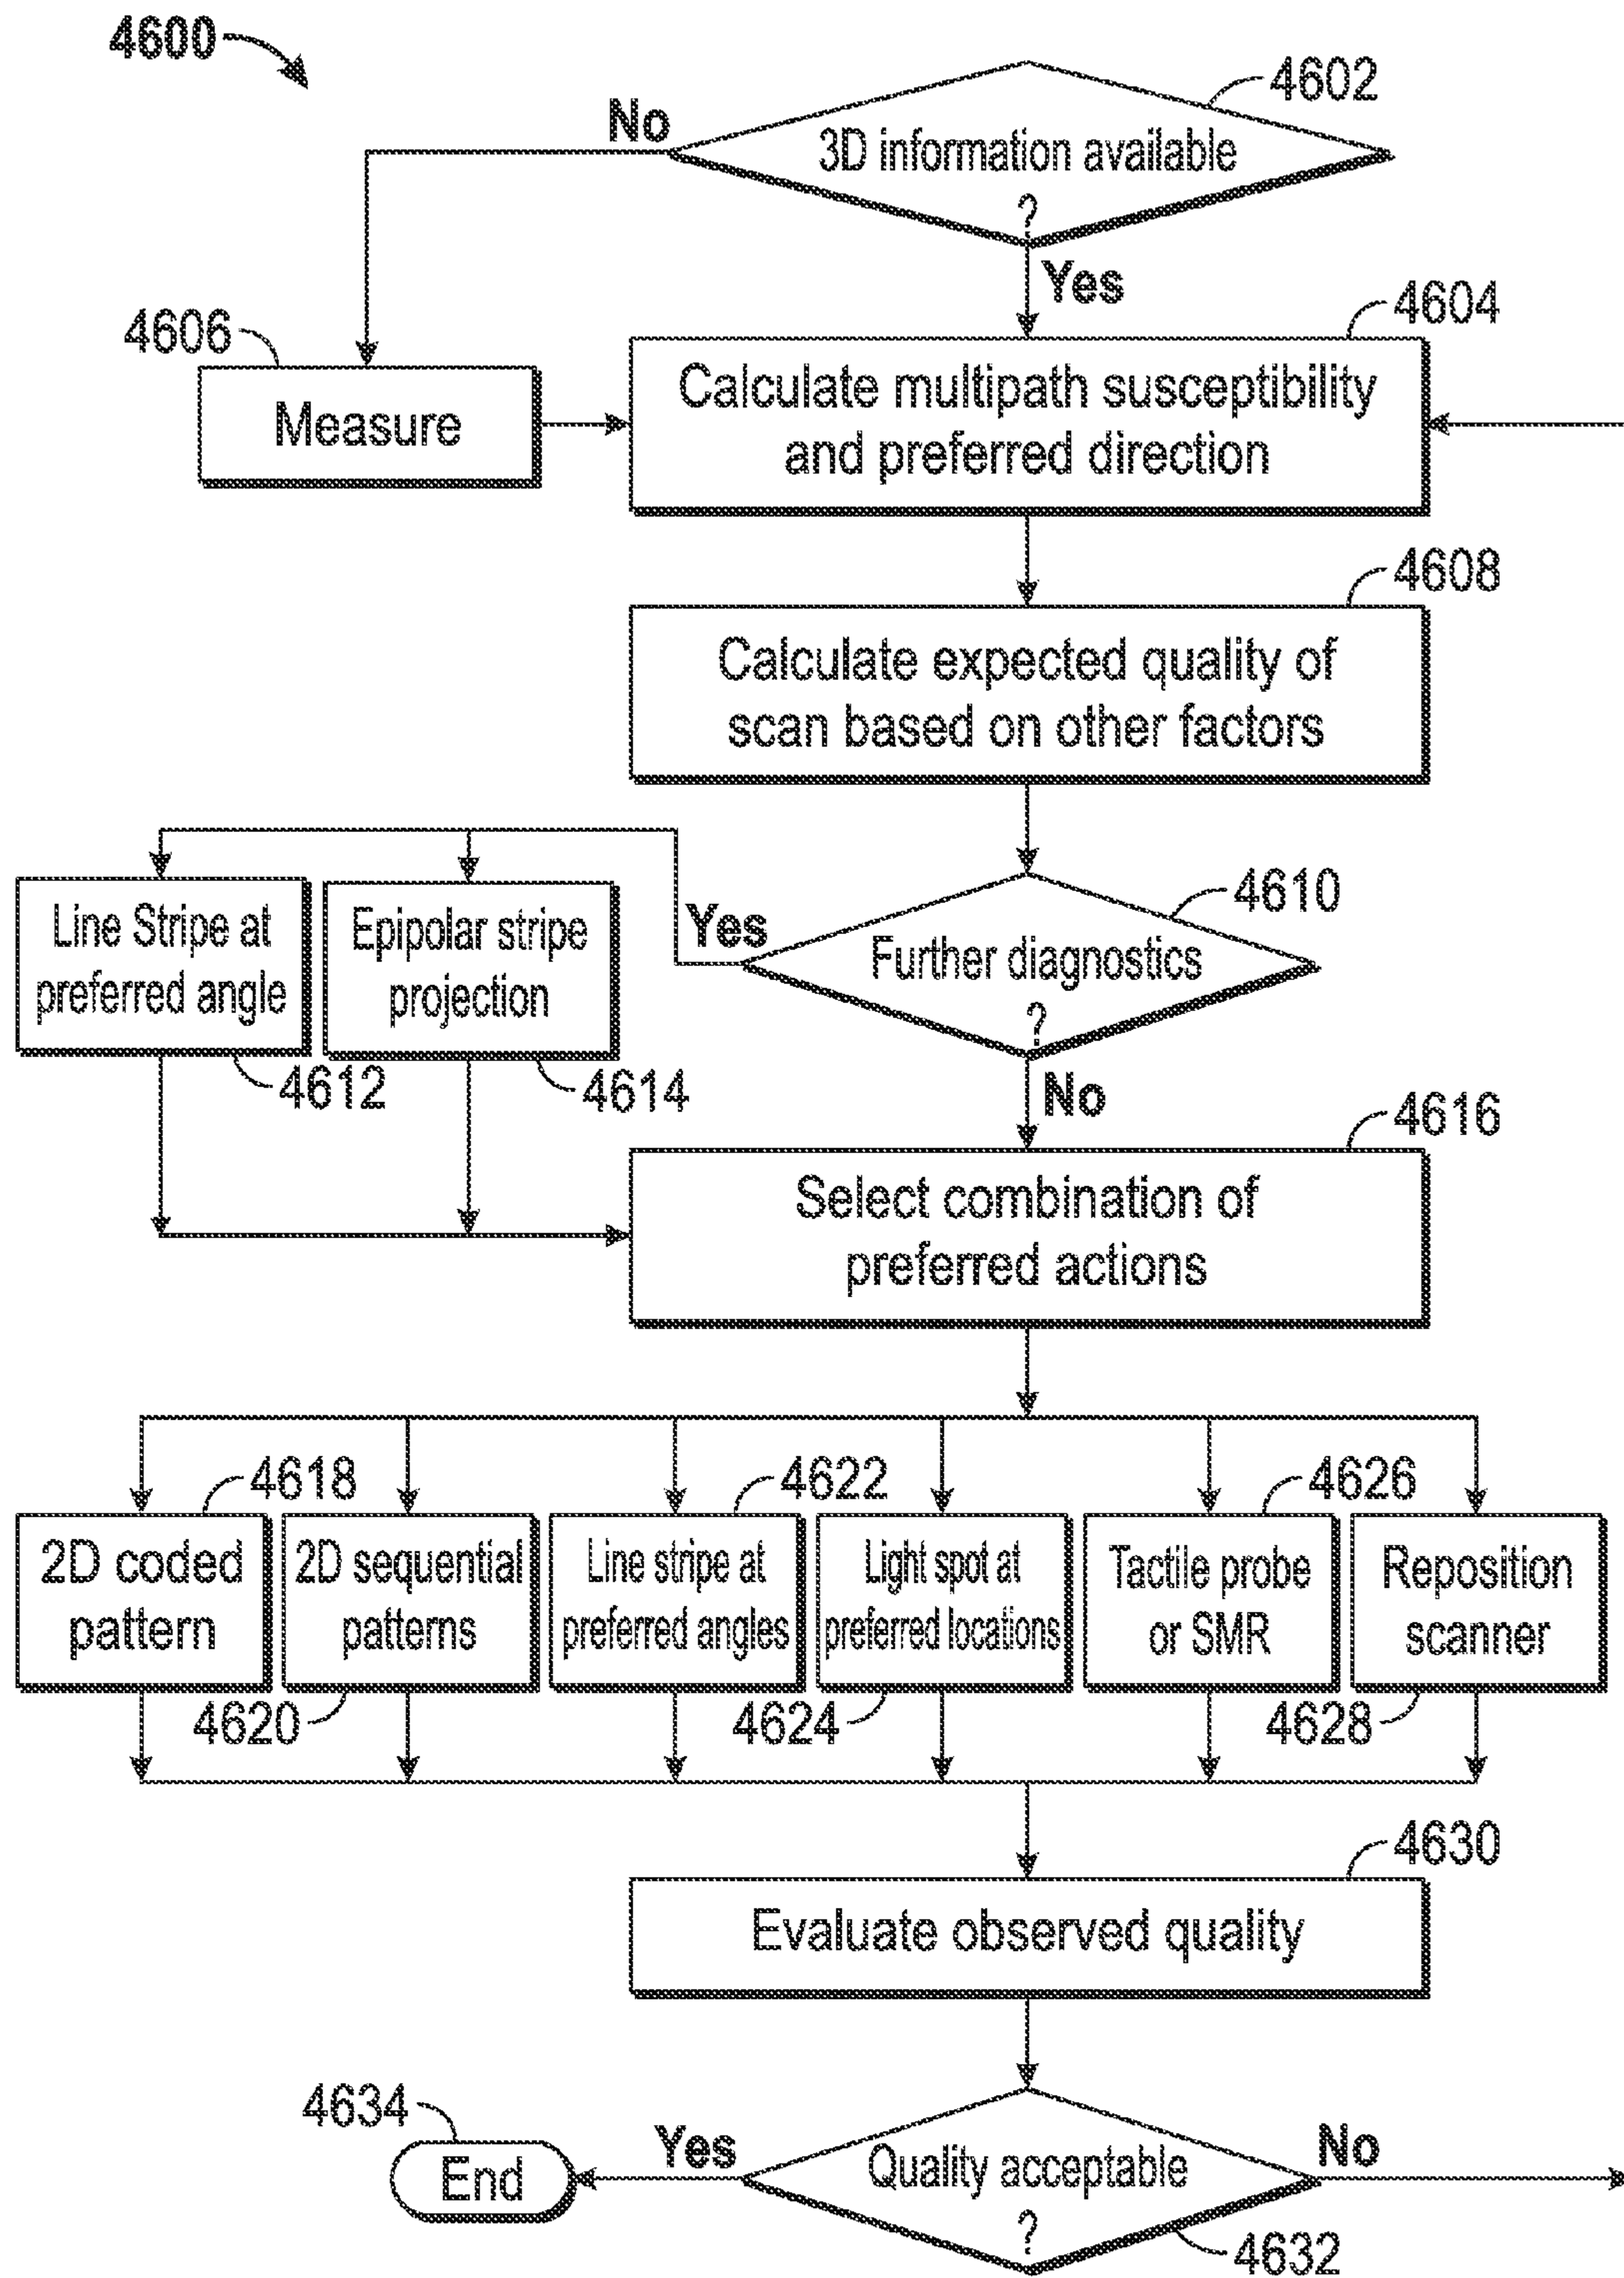 4600
4602
No
3D information available
?
Yes
4604
4606
Calculate multipath susceptibility
and preferred direction
Measure
4608
Calculate expected quality of
scan based on other factors
4610
Line Stripe at
preferred angle
Epipolar stripe
projection
Yes
Further diagnostics
?
4612
4614
No
4616
Select combination of
preferred actions
4618
4622
4626
2D coded
pattern
2D sequential
patterns
Line stripe at
preferred angles
Light spot at
preferred locations
Tactile probe
or SMR
Reposition
scanner
4620
4624
4628
4630
Evaluate observed quality
4634
End
Yes
Quality acceptable
?
No
4632